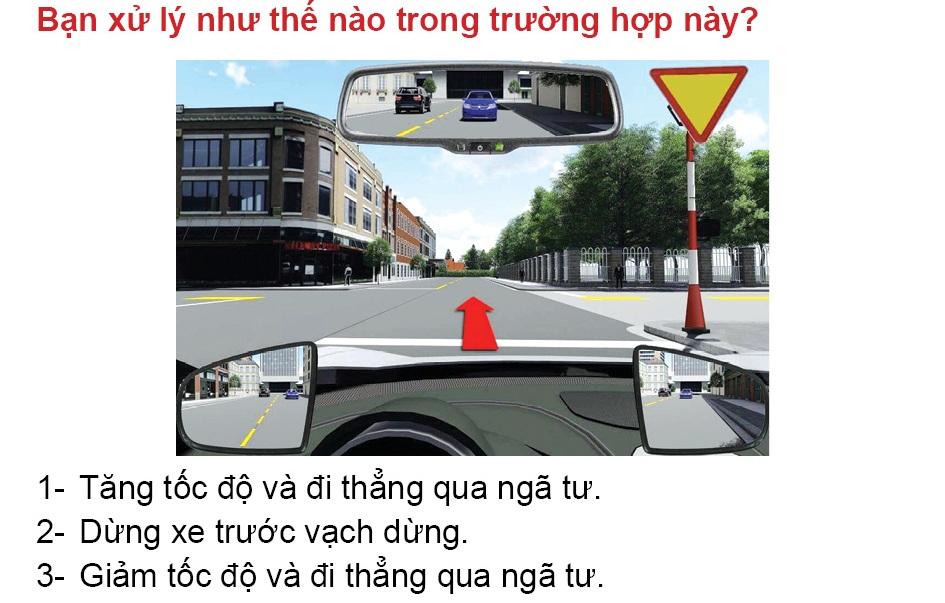 Bạn xử lý như thế nào trong trường hợp này?
1- Tăng tốc độ và đi thẳng qua ngã tư.
2- Dừng xe trước vạch dừng.
3- Giảm tốc độ và đi thẳng qua ngã tư.